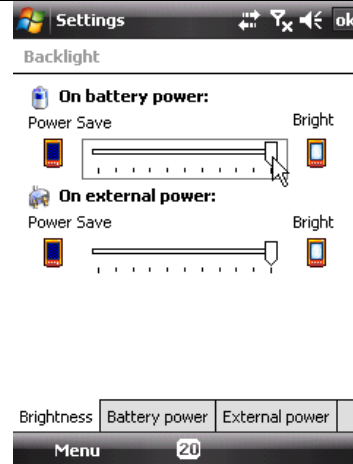 Settings
ok
Backlight
On battery power:
Power Save Bright
On external power:
Power Save Bright
Brightness Battery power External power
Menu 20